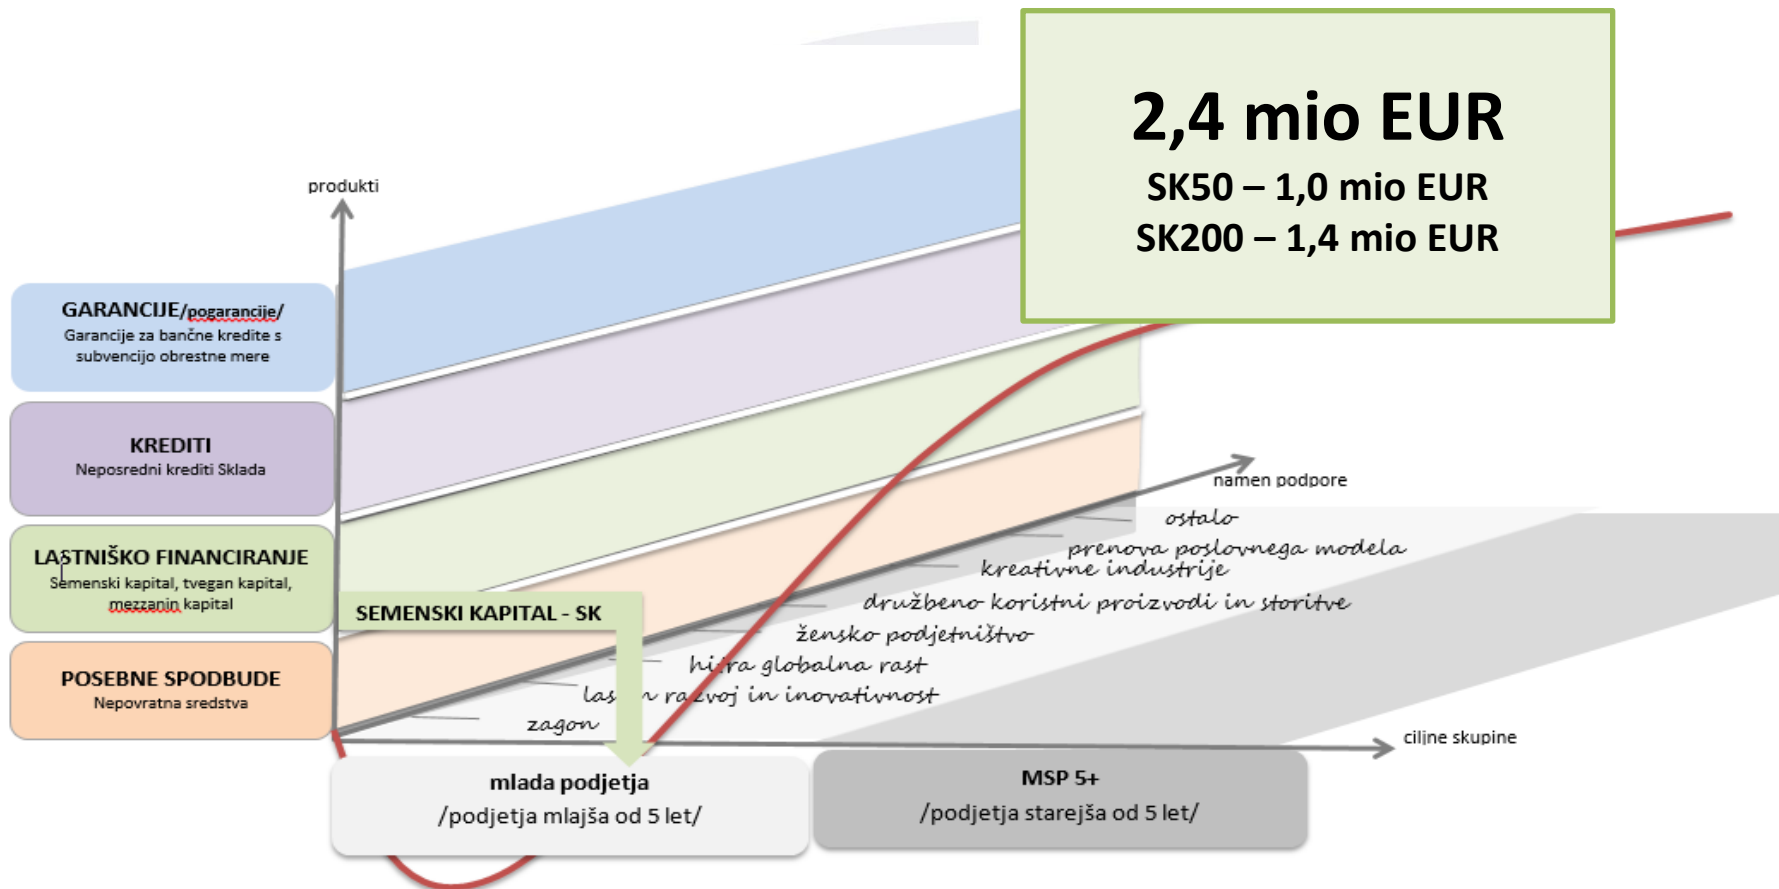 2,4 mio EUR
SK50 – 1,0 mio EUR
SK200 – 1,4 mio EUR
produkti
GARANCIJE/pogarancije/
Garancije za bančne kredite s
subvencijo obrestne mere
KREDITI
Neposredni krediti Sklada
LASTNIŠKO FINANCIRANJE
Semenski kapital, tvegan kapital,
mezzanin kapital
POSEBNE SPODBUDE
Nepovratna sredstva
SEMENSKI KAPITAL - SK
namen podpore
ostalo
prenova poslovnega modela
kreativne industrije
družbeno koristni proizvodi in storitve
žensko podjetništvo
globalna rast
razvoj in inovativnost
zagon
ciljne skupine
mlada podjetja
/podjetja mlajša od 5 let/
MSP 5+
/podjetja starejša od 5 let/